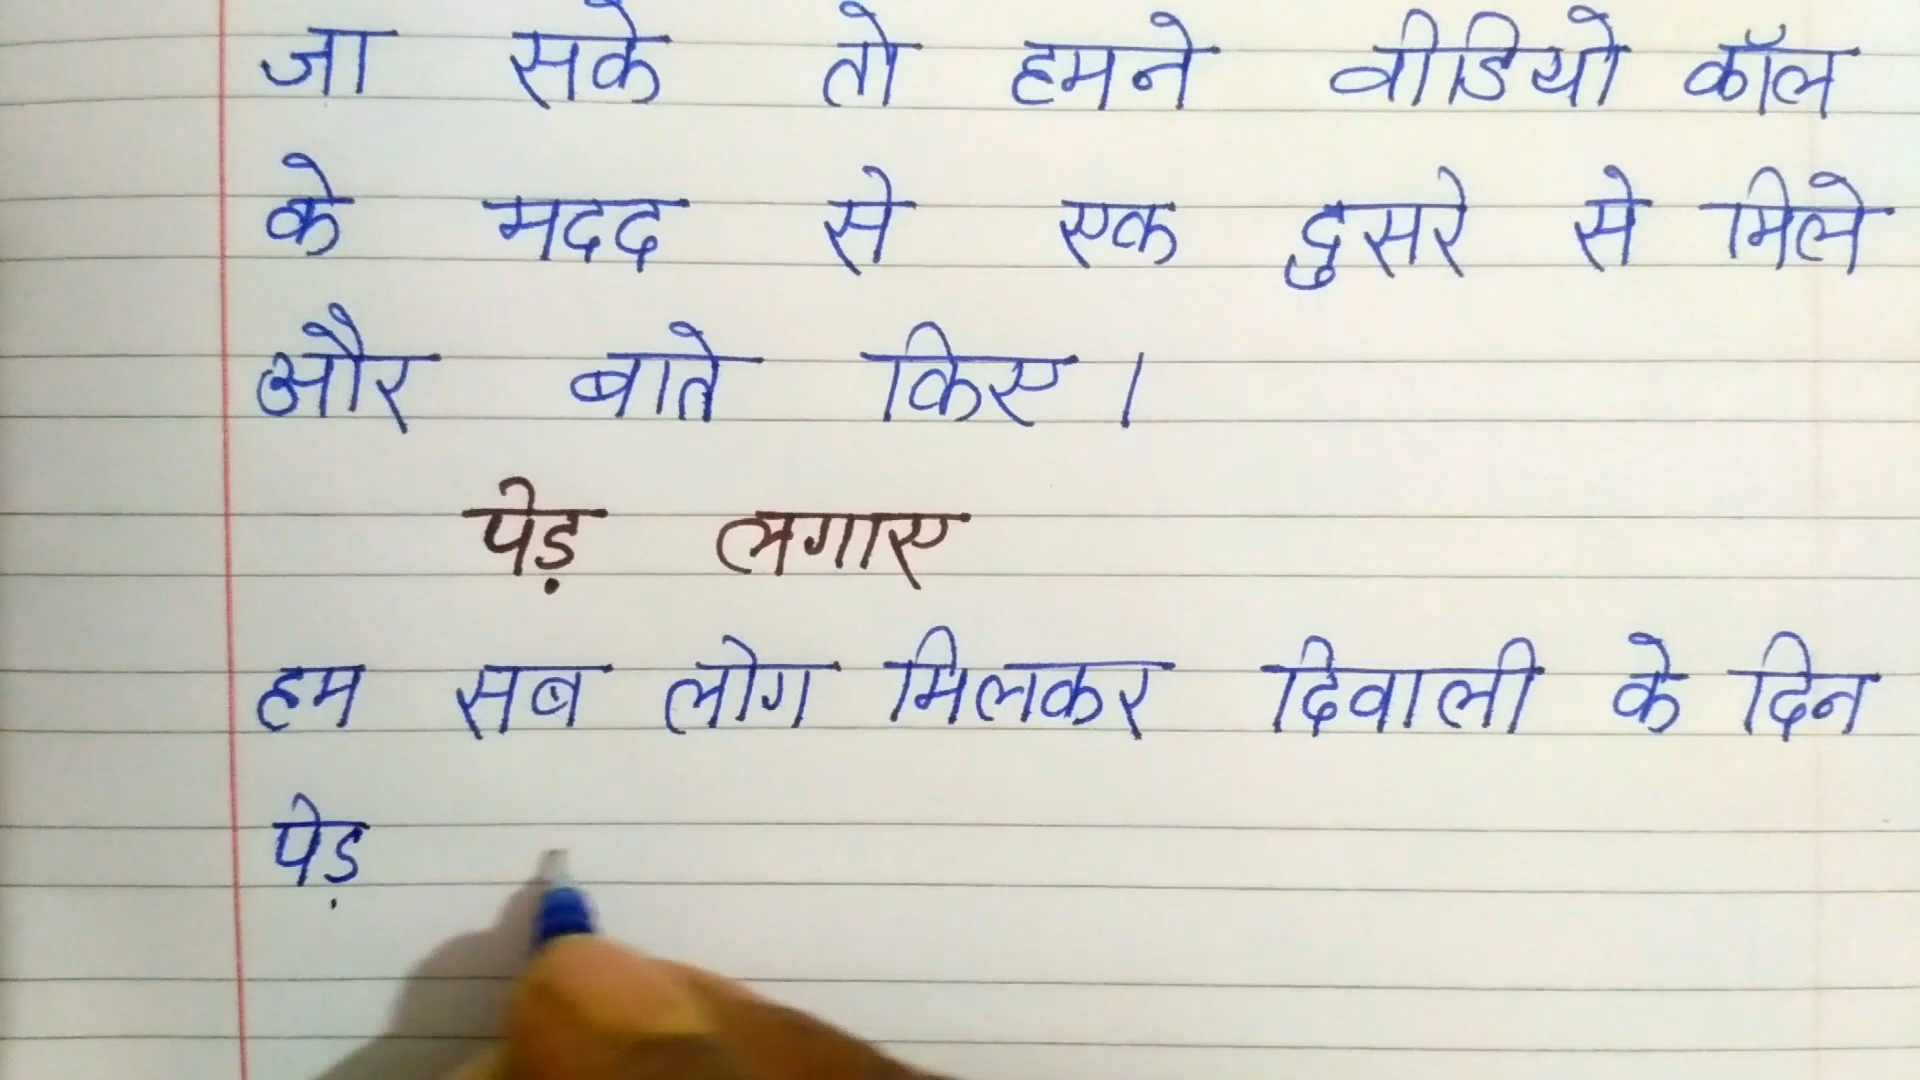 जा सके तो हमने वीडियो कॉल
के मदद से एक दुसरे से मिले
और बाते किए।
पेड़ लगाए
हम सब लोग मिलकर दिवाली के दिन
पेड़